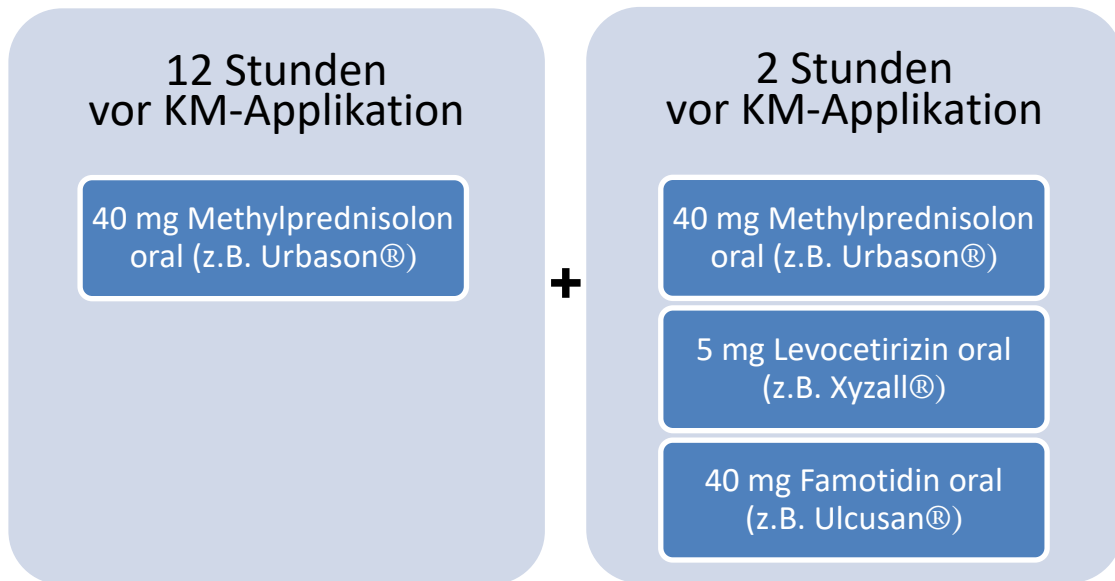 12 Stunden
vor KM-Applikation
40 mg Methylprednisolon
oral (z.B. Urbason®)
+
2 Stunden
vor KM-Applikation
40 mg Methylprednisolon
oral (z.B. Urbason®)
5 mg Levocetirizin oral
(z.B. Xyzall®)
40 mg Famotidin oral
(z.B. Ulcusan®)